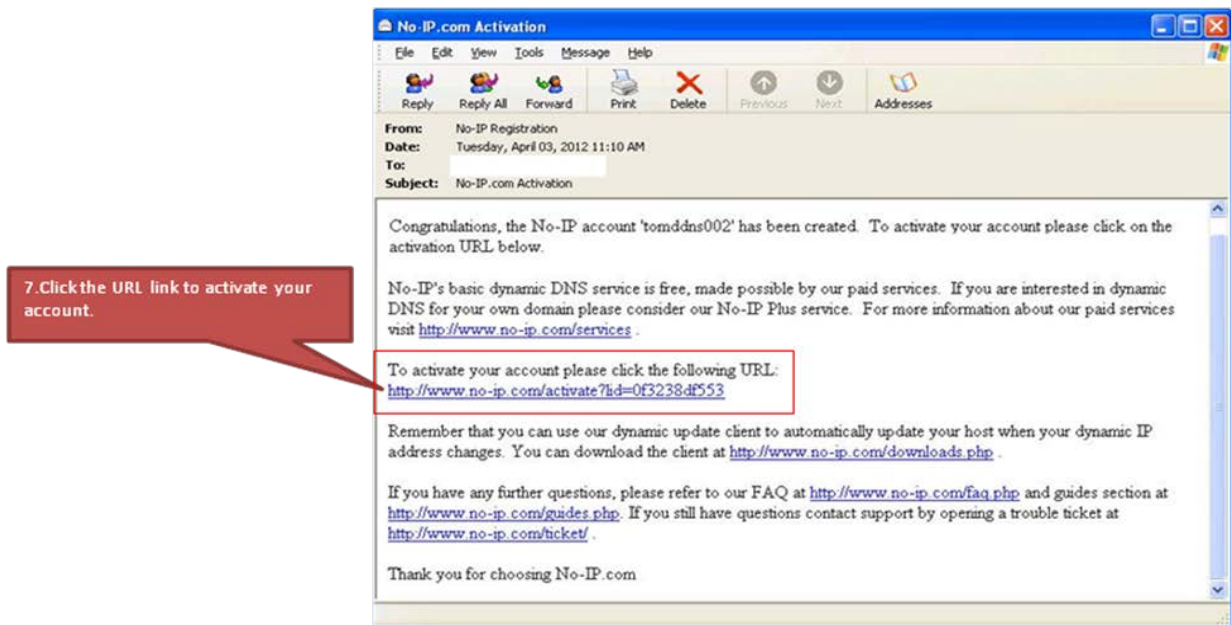 No-IP.com Activation
File Edit View Tools Message Help
Reply Reply All Forward Print Delete Previous Next Addresses
From: No-IP Registration
Date: Tuesday, April 03, 2012 11:10 AM
To:
Subject: No-IP.com Activation
Congratulations, the No-IP account 'tomddns002' has been created. To activate your account please click on the
activation URL below.
No-IP's basic dynamic DNS service is free, made possible by our paid services. If you are interested in dynamic
DNS for your own domain please consider our No-IP Plus service. For more information about our paid services
visit http://www.no-ip.com/services .
7.Click the URL link to activate your
account.
To activate your account please click the following URL:
http://www.no-ip.com/activate?lid=0f3238df553
Remember that you can use our dynamic update client to automatically update your host when your dynamic IP
address changes. You can download the client at http://www.no-ip.com/downloads.php .
If you have any further questions, please refer to our FAQ at http://www.no-ip.com/faq.php and guides section at
http://www.no-ip.com/guides.php. If you still have questions contact support by opening a trouble ticket at
http://www.no-ip.com/ticket/ .
Thank you for choosing No-IP.com